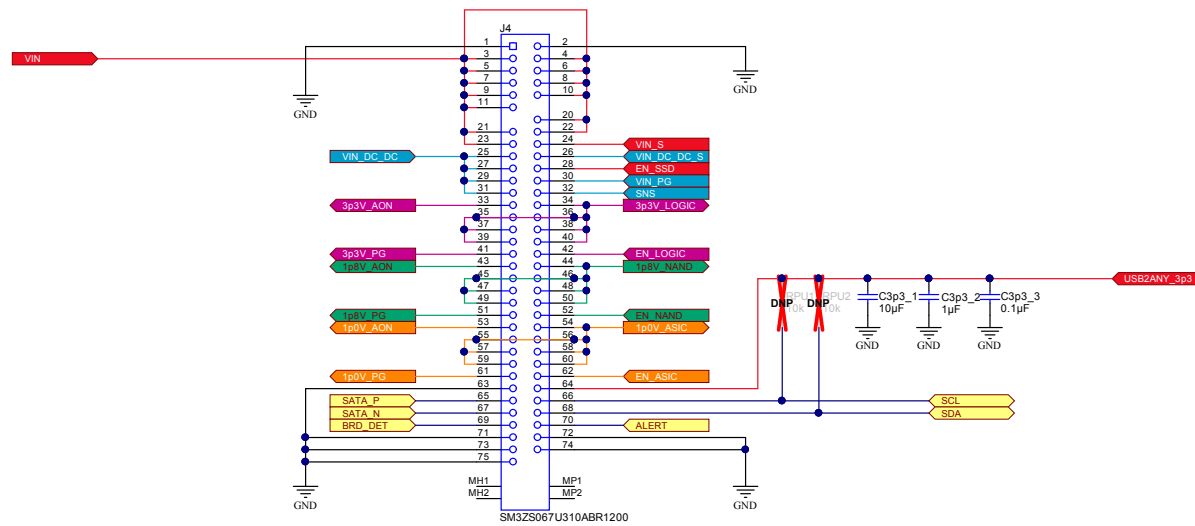 J4
1 2
VIN 3 4
5 6
7 8
GND 9 10 GND
11
20
21 22
23 24 VIN_S
VIN_DC_DC 25 26 VIN_DC_DC_S
27 28 EN_SSD
29 30 VIN_PG
31 32 SNS
3p3V_AON 33 34 3p3V_LOGIC
35 36
37 38
39 40
3p3V_PG 41 42 EN_LOGIC
1p8V_AON 43 44 1p8V_NAND
45 46
47 48
49 50
1p8V_PG 51 52 EN_NAND
1p0V_AON 53 54 1p0V_ASIC
55 56
57 58
59 60
1p0V_PG 61 62 EN_ASIC
63 64
SATA_P 65 66 SCL
SATA_N 67 68 SDA
BRD_DET 69 70 ALERT
71 72
73 74
75
MH1 MP1
MH2 MP2
GND GND
SM3ZS067U310ABR1200
USB2ANY_3p3
RPU1 RPU2 C3p3_1 C3p3_2 C3p3_3
DNP DNP
10k 10k 10µF 1µF 0.1µF
GND GND GND